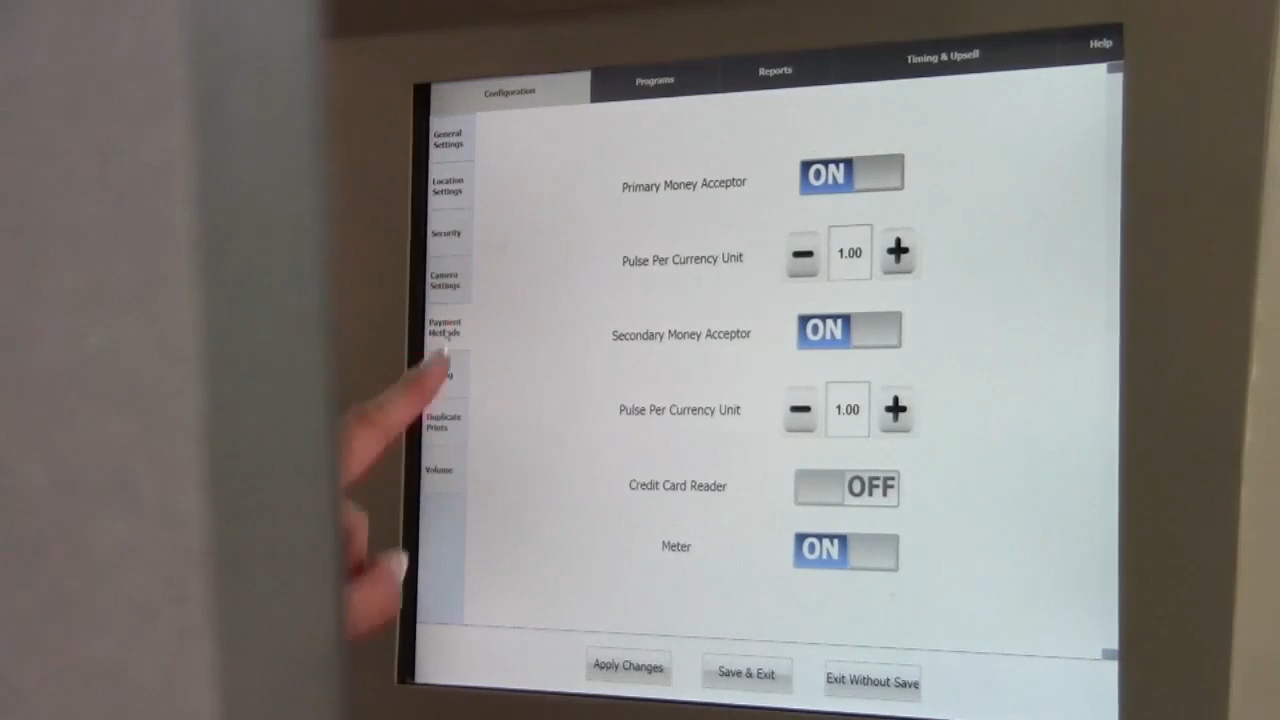 Configuration
Programs
Reports
Timing & Upsell
Help
General
Settings
Location
Settings
Security
Camera
Settings
Payment
Methods
Duplicate
Prints
Volume
Primary Money Acceptor
ON
Pulse Per Currency Unit
- 1.00 +
Secondary Money Acceptor
ON
Pulse Per Currency Unit
- 1.00 +
Credit Card Reader
OFF
Meter
ON
Apply Changes
Save & Exit
Exit Without Save